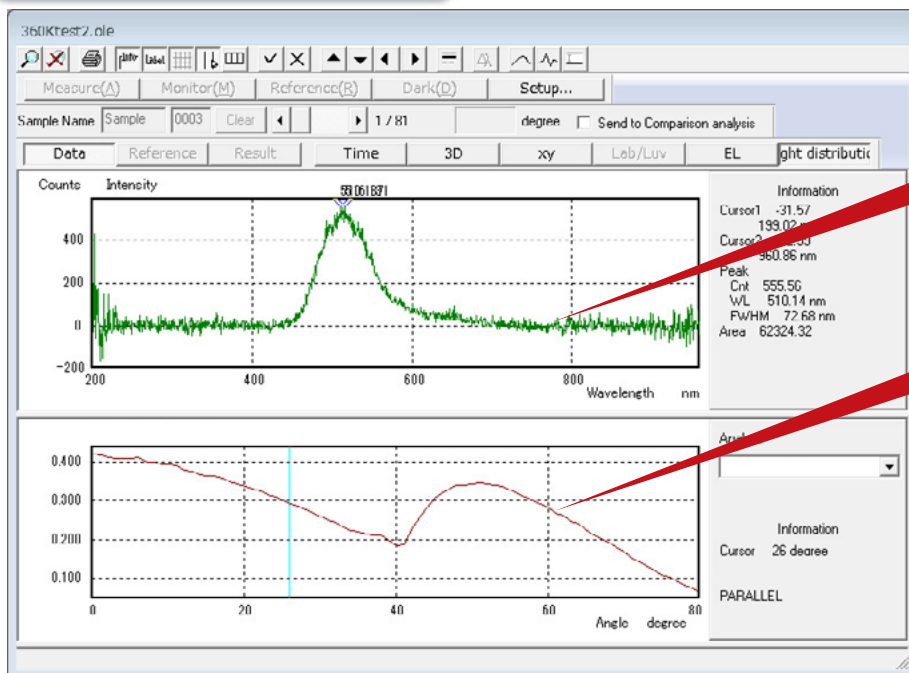 360Ktest2.ole
Measure(A) Monitor(M) Reference(R) Dark(D) Setup...
Sample Name Sample 0003 Clear 1 / 81 degree Send to Comparison analysis
Data Reference Result Time 3D xy Lab/Luv EL ght distributic
Counts Intensity
400
200
0
-200
200 400 600 800
Wavelength nm
Information
Cursor1 -31.57
199.02
Cursor2
960.86 nm
Peak
Cnt 555.56
WL 510.14 nm
FWHM 72.68 nm
Area 62324.32
0.400
0.300
0.200
0.100
0 20 40 60 80
Angle degree
Information
Cursor 26 degree
PARALLEL